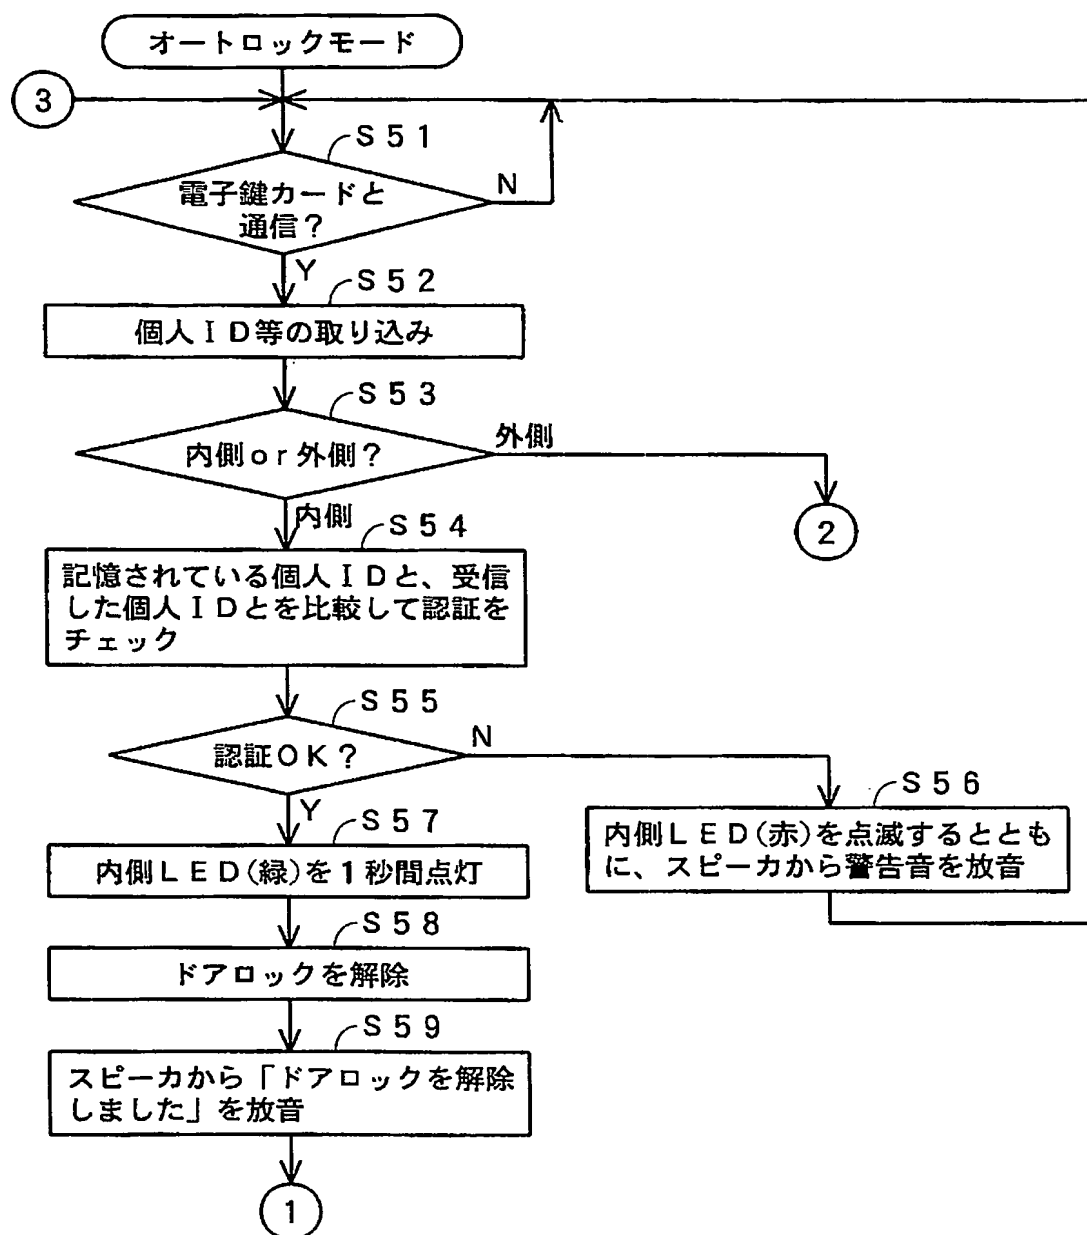 オートロックモード
3
S51
電子鍵カードと
通信?
N
Y
S52
個人ID等の取り込み
S53
内側or外側?
外側
2
内側
S54
記憶されている個人IDと、受信
した個人IDとを比較して認証を
チェック
S55
認証OK?
N
Y
S56
内側LED(赤)を点滅するととも
に、スピーカから警告音を放音
S57
内側LED(緑)を1秒間点灯
S58
ドアロックを解除
S59
スピーカから「ドアロックを解除
しました」を放音
1